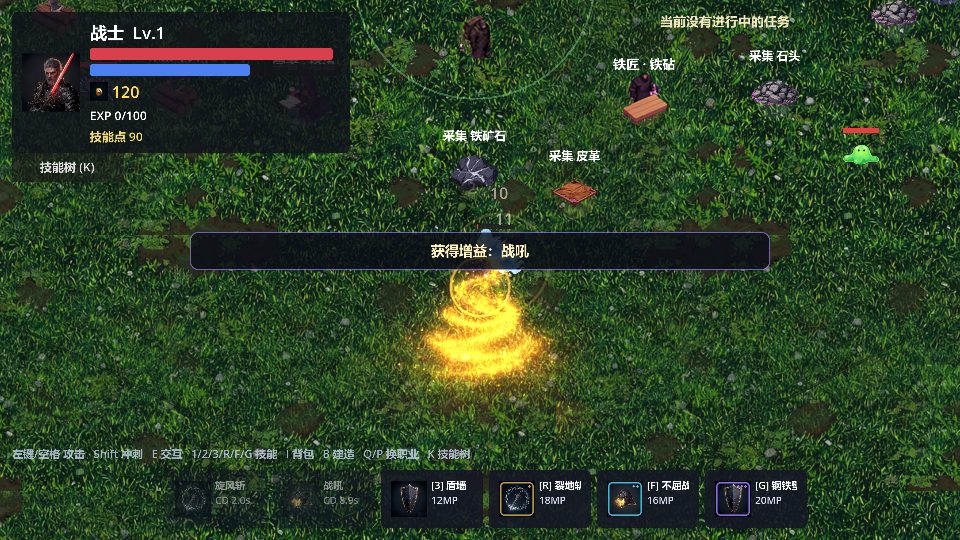 战士 Lv.1
120
EXP 0/100
技能点 90
技能树 (K)
当前没有进行中的任务
铁匠 · 铁砧
采集 石头
采集 铁矿石
采集 皮革
10
11
获得增益：战吼
左键/空格 攻击 Shift 冲刺 E 交互 1/2/3/R/F/G 技能 I 背包 B 建造 Q/P 换职业 K 技能树
旋风斩
CD 2.0s
战吼
CD 8.9s
[3] 盾墙
12MP
[R] 裂地斩
18MP
[F] 不屈战
16MP
[G] 钢铁
20MP